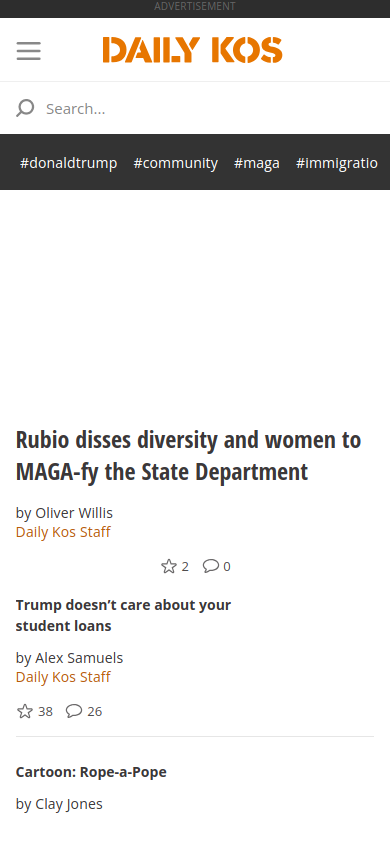 ADVERTISEMENT
DAILY KOS
Search...
#donaldtrump #community #maga #immigratio
Rubio disses diversity and women to
MAGA-fy the State Department
by Oliver Willis
Daily Kos Staff
2 0
Trump doesn’t care about your
student loans
by Alex Samuels
Daily Kos Staff
38 26
Cartoon: Rope-a-Pope
by Clay Jones